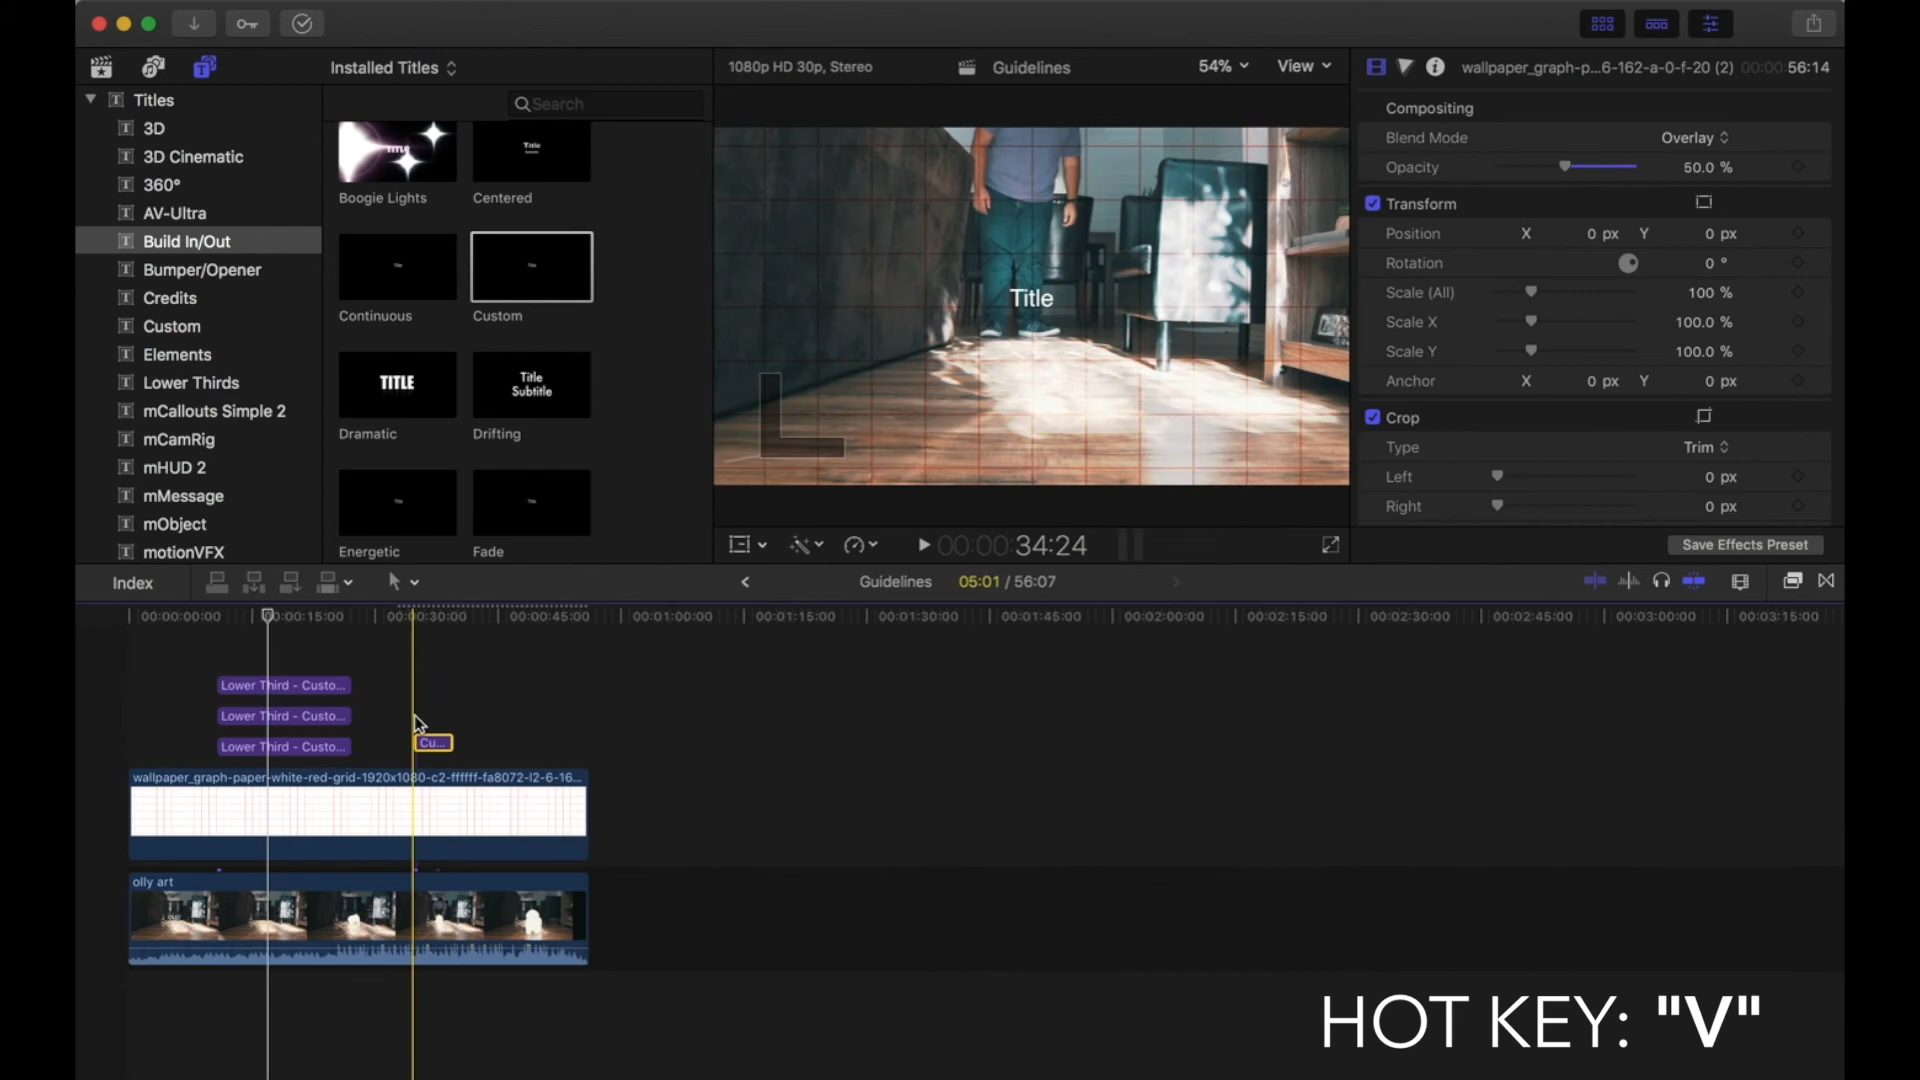 Installed Titles
1080p HD 30p, Stereo
Guidelines
54%
View
wallpaper_graph-p...6-162-a-0-f-20 (2)
00:00:56:14
Titles
3D
3D Cinematic
360°
AV-Ultra
Build In/Out
Bumper/Opener
Credits
Custom
Elements
Lower Thirds
mCallouts Simple 2
mCamRig
mHUD 2
mMessage
mObject
motionVFX
Search
TITLE
Boogie Lights
Title
Centered
Continuous
Custom
TITLE
Dramatic
Title
Subtitle
Drifting
Energetic
Fade
Title
Compositing
Blend Mode
Overlay
Opacity
50.0 %
Transform
Position X 0 px Y 0 px
Rotation 0 °
Scale (All) 100 %
Scale X 100.0 %
Scale Y 100.0 %
Anchor X 0 px Y 0 px
Crop
Type Trim
Left 0 px
Right 0 px
Save Effects Preset
00:00:34:24
Index
Guidelines
05:01 / 56:07
00:00:00:00
00:00:15:00
00:00:30:00
00:00:45:00
00:01:00:00
00:01:15:00
00:01:30:00
00:01:45:00
00:02:00:00
00:02:15:00
00:02:30:00
00:02:45:00
00:03:00:00
00:03:15:00
Lower Third - Custo...
Lower Third - Custo...
Lower Third - Custo...
Cu...
wallpaper_graph-paper-white-red-grid-1920x1080-c2-ffffff-fa8072-l2-6-16...
olly art
HOT KEY: "V"